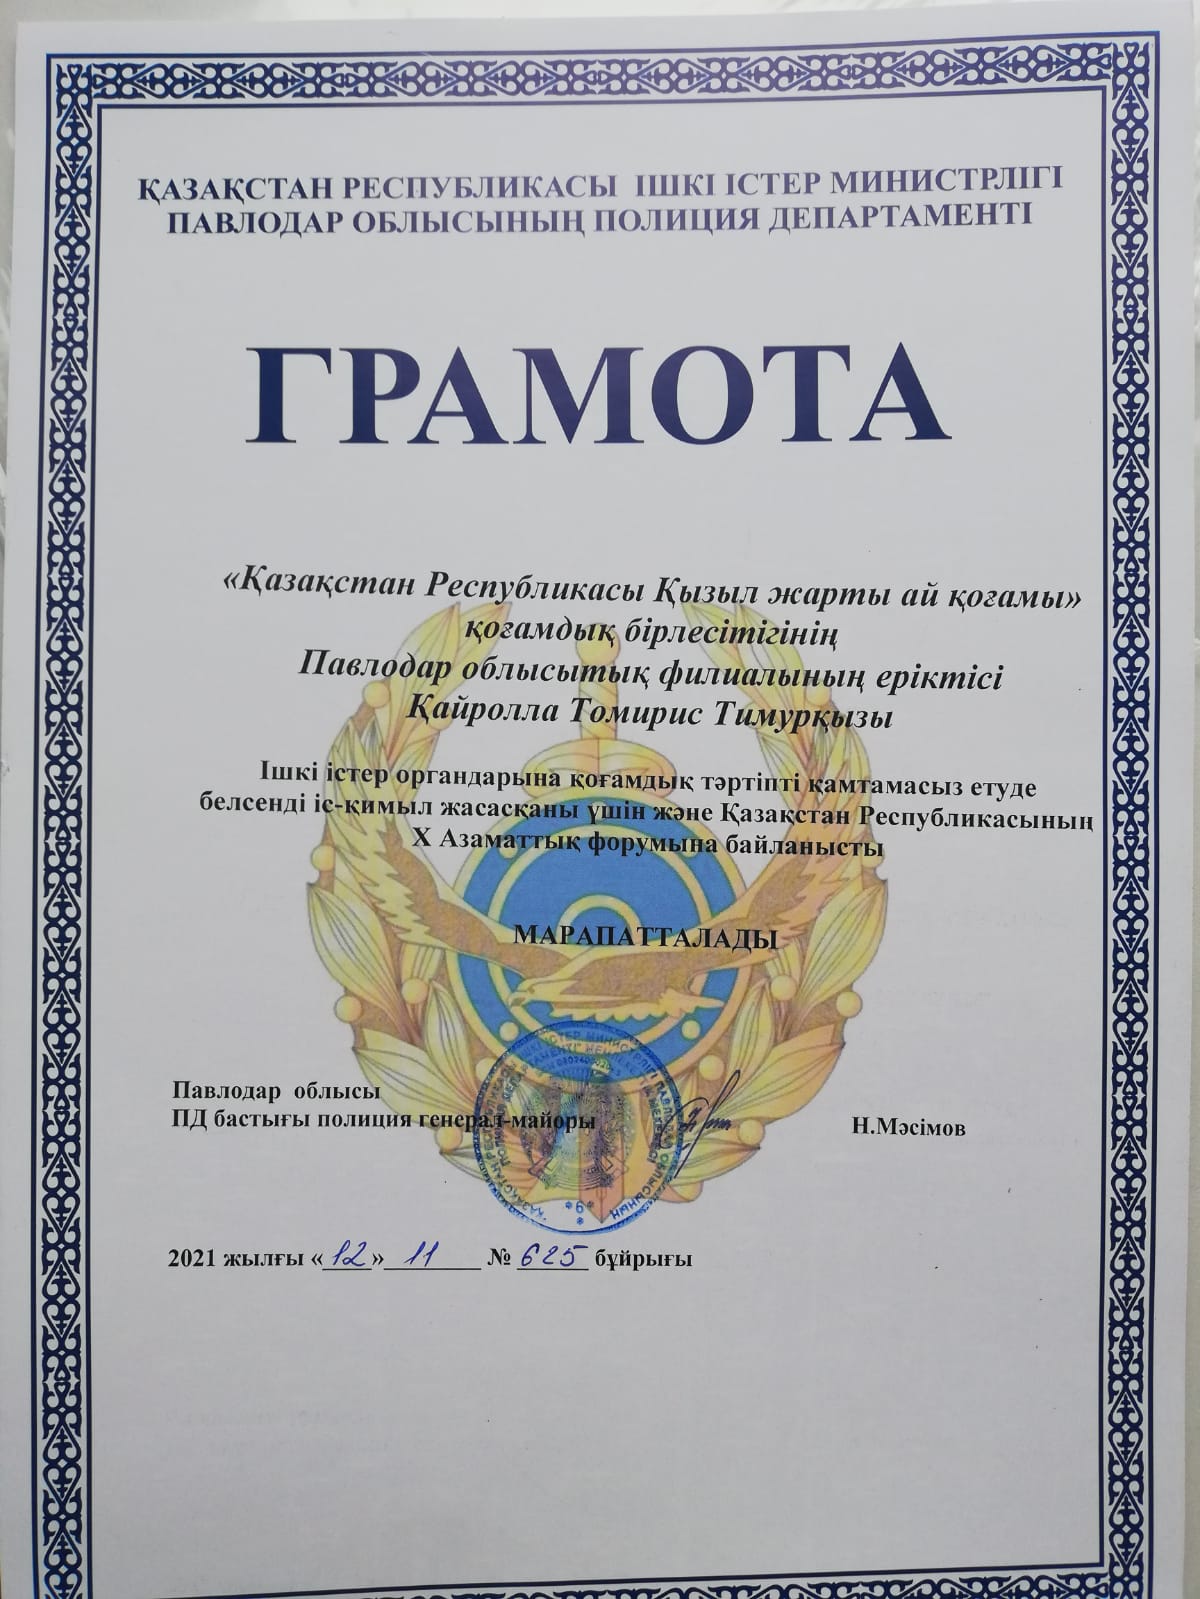 ҚАЗАҚСТАН РЕСПУБЛИКАСЫ ІШКІ ІСТЕР МИНИСТРЛІГІ
ПАВЛОДАР ОБЛЫСЫНЫҢ ПОЛИЦИЯ ДЕПАРТАМЕНТІ
ГРАМОТА
«Қазақстан Республикасы Қызыл жарты ай қоғамы»
қоғамдық бірлесітігінің
Павлодар облысытық филиалының еріктісі
Қайролла Томирис Тимурқызы
Ішкі істер органдарына қоғамдық тәртіпті қамтамасыз етуде
белсенді іс-қимыл жасасқаны үшін және Қазақстан Республикасының
X Азаматтық форумына байланысты
МАРАПАТТАЛАДЫ
Павлодар облысы
ПД бастығы полиция генерал-майоры Н.Мәсімов
2021 жылғы «12» 11 № 625 бұйрығы